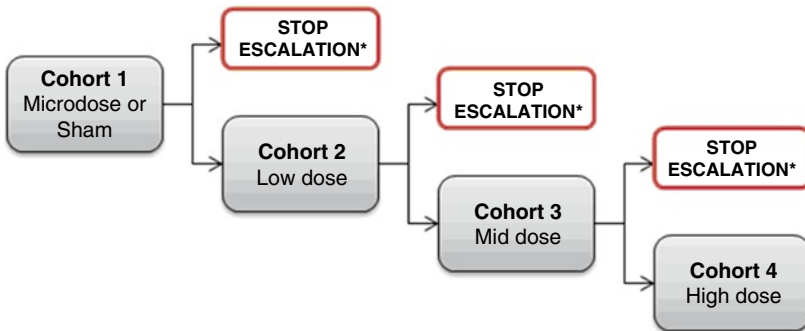 Cohort 1
Microdose or
Sham
STOP
ESCALATION*
Cohort 2
Low dose
STOP
ESCALATION*
Cohort 3
Mid dose
STOP
ESCALATION*
Cohort 4
High dose